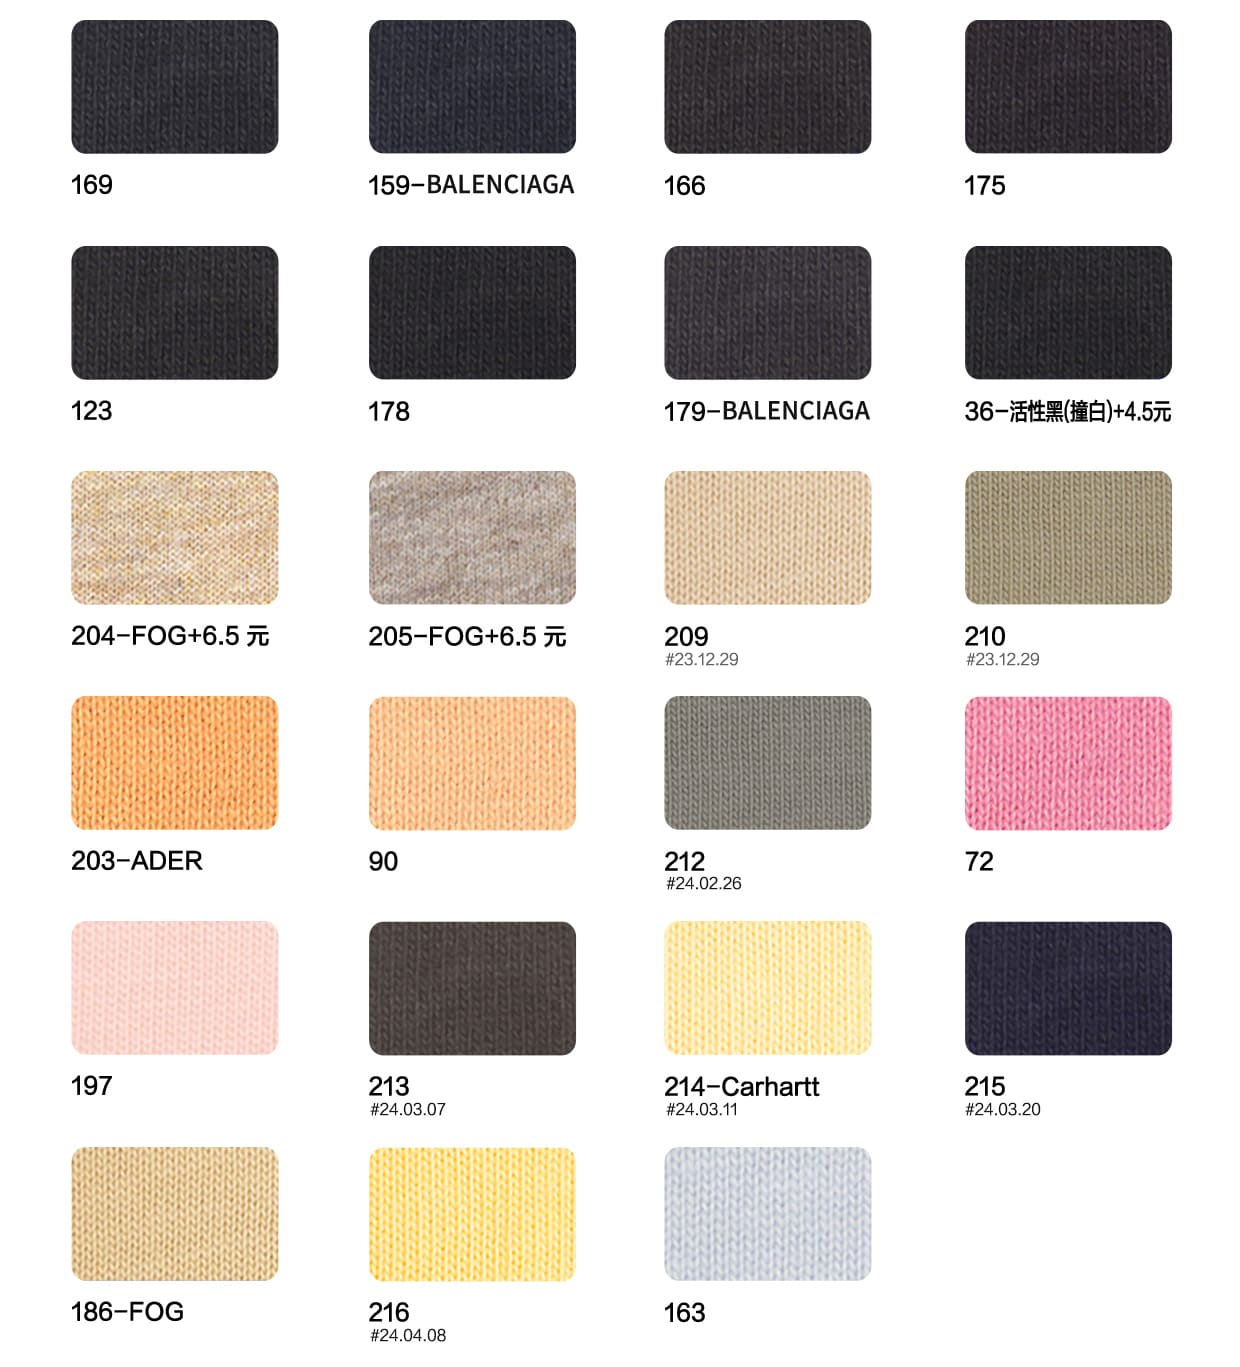 169
159-BALENCIAGA
166
175
123
178
179-BALENCIAGA
36-活性黑(撞白)+4.5元
204-FOG+6.5 元
205-FOG+6.5 元
209
#23.12.29
210
#23.12.29
203-ADER
90
212
#24.02.26
72
197
213
#24.03.07
214-Carhartt
#24.03.11
215
#24.03.20
186-FOG
216
#24.04.08
163